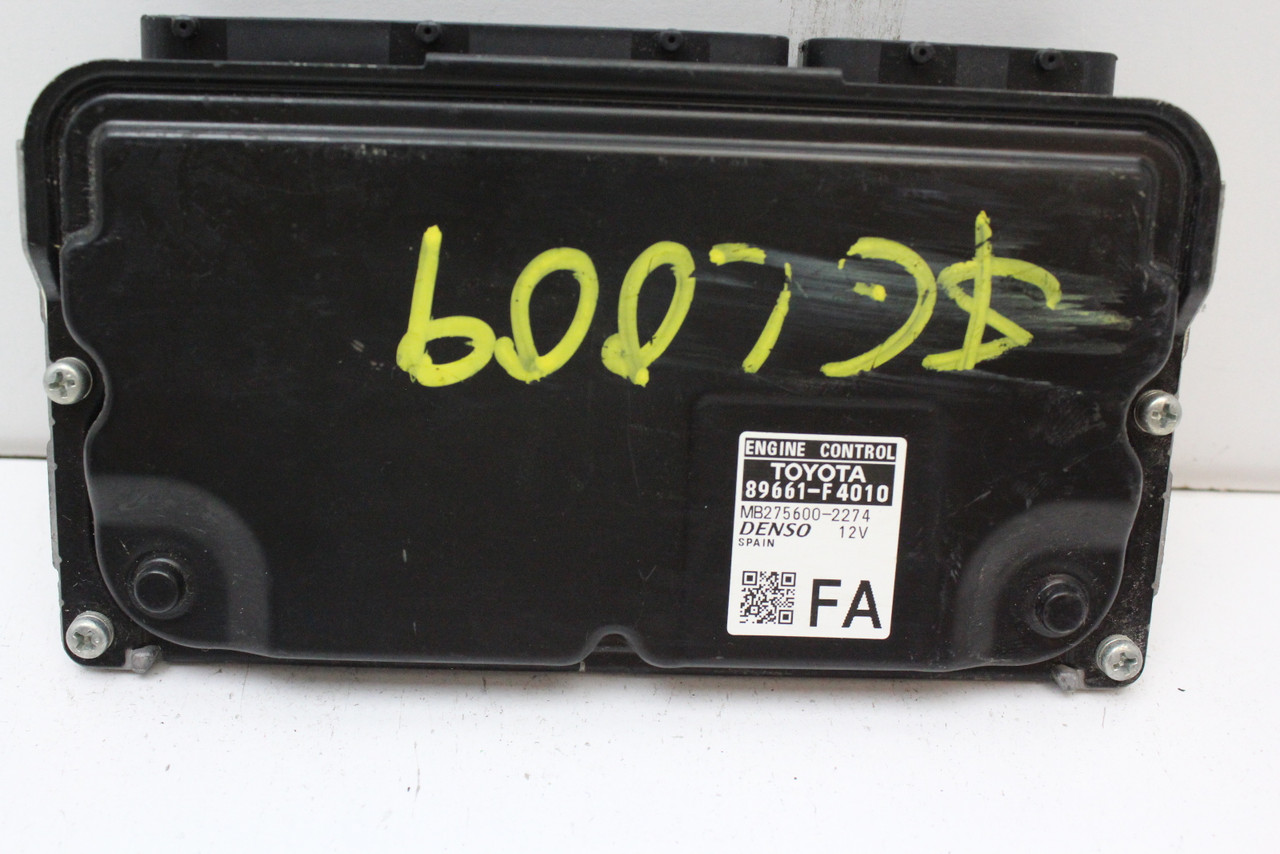 ENGINE CONTROL
TOYOTA
89661-F4010
MB275600-2274
DENSO 12V
SPAIN
FA